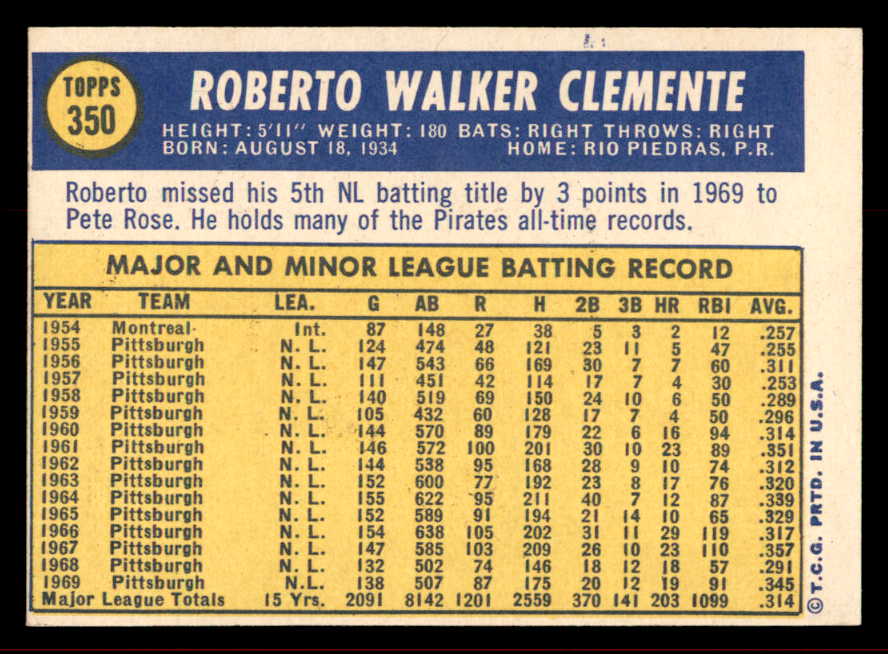 TOPPS
350
ROBERTO WALKER CLEMENTE
HEIGHT: 5'11" WEIGHT: 180 BATS: RIGHT THROWS: RIGHT
BORN: AUGUST 18, 1934 HOME: RIO PIEDRAS, P.R.
Roberto missed his 5th NL batting title by 3 points in 1969 to
Pete Rose. He holds many of the Pirates all-time records.
MAJOR AND MINOR LEAGUE BATTING RECORD
YEAR TEAM LEA. G AB R H 2B 3B HR RBI AVG.
1954 Montreal Int. 87 148 27 38 5 3 2 12 .257
1955 Pittsburgh N. L. 124 474 48 121 23 11 5 47 .255
1956 Pittsburgh N. L. 147 543 66 169 30 7 7 60 .311
1957 Pittsburgh N. L. 111 451 42 114 17 7 4 30 .253
1958 Pittsburgh N. L. 140 519 69 150 24 10 6 50 .289
1959 Pittsburgh N. L. 105 432 60 128 17 7 4 50 .296
1960 Pittsburgh N. L. 144 570 89 179 22 6 16 94 .314
1961 Pittsburgh N. L. 146 572 100 201 30 10 23 89 .351
1962 Pittsburgh N. L. 144 538 95 168 28 9 10 74 .312
1963 Pittsburgh N. L. 152 600 77 192 23 8 17 76 .320
1964 Pittsburgh N. L. 155 622 95 211 40 7 12 87 .339
1965 Pittsburgh N. L. 152 589 91 194 21 14 10 65 .329
1966 Pittsburgh N. L. 154 638 105 202 31 11 29 119 .317
1967 Pittsburgh N. L. 147 585 103 209 26 10 23 110 .357
1968 Pittsburgh N. L. 132 502 74 146 18 12 18 57 .291
1969 Pittsburgh N.L. 138 507 87 175 20 12 19 91 .345
Major League Totals 15 Yrs. 2091 8142 1201 2559 370 141 203 1099 .314
©T.C.G. PRTD. IN U.S.A.